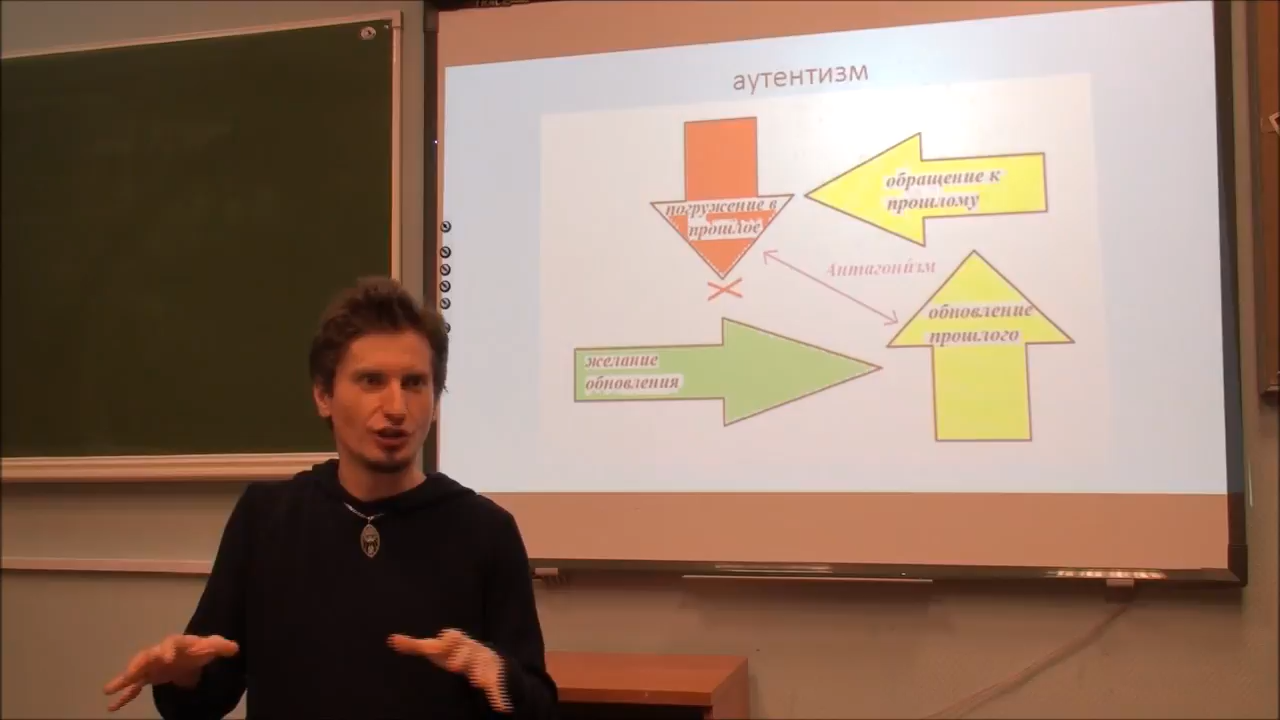 аутентизм
обращение к
прошлому
погружение в
прошлое
Антагонизм
обновление
прошлого
желание
обновления